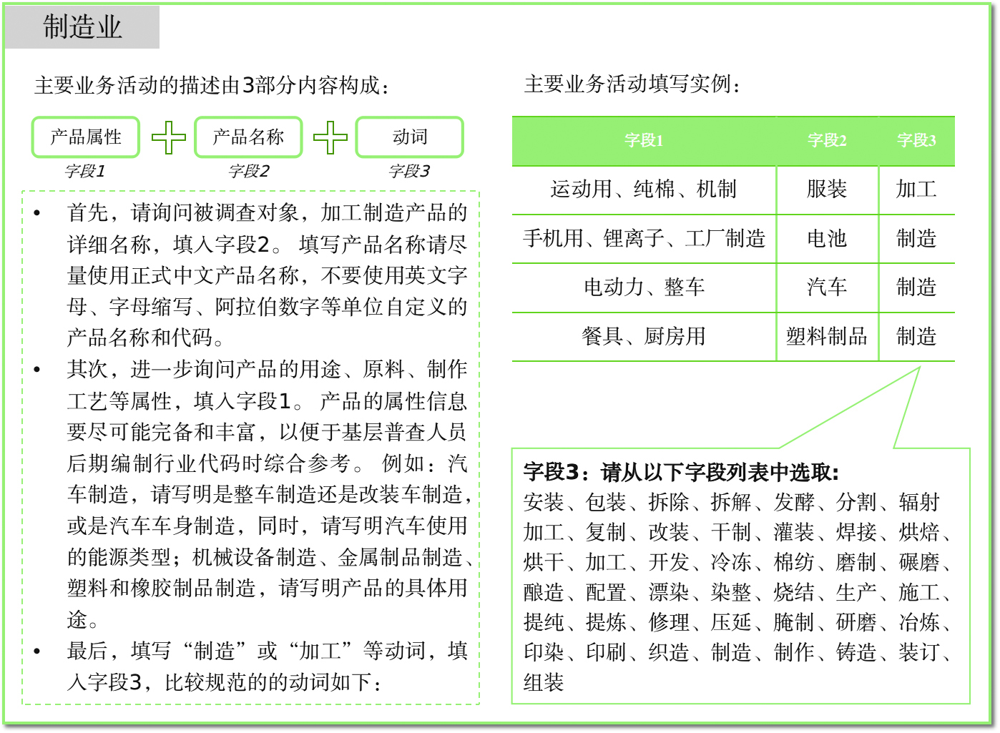 制造业
主要业务活动的描述由3部分内容构成：
产品属性
产品名称
动词
字段1
字段2
字段3
• 首先，请询问被调查对象，加工制造产品的
详细名称，填入字段2。 填写产品名称请尽
量使用正式中文产品名称，不要使用英文字
母、字母缩写、阿拉伯数字等单位自定义的
产品名称和代码。
• 其次，进一步询问产品的用途、原料、制作
工艺等属性，填入字段1。 产品的属性信息
要尽可能完备和丰富，以便于基层普查人员
后期编制行业代码时综合参考。 例如：汽
车制造，请写明是整车制造还是改装车制造，
或是汽车车身制造，同时，请写明汽车使用
的能源类型；机械设备制造、金属制品制造、
塑料和橡胶制品制造，请写明产品的具体用
途。
• 最后，填写“制造”或“加工”等动词，填
入字段3，比较规范的的动词如下：
主要业务活动填写实例：
字段1 字段2 字段3
运动用、纯棉、机制 服装 加工
手机用、锂离子、工厂制造 电池 制造
电动力、整车 汽车 制造
餐具、厨房用 塑料制品 制造
字段3：请从以下字段列表中选取：
安装、包装、拆除、拆解、发酵、分割、辐射
加工、复制、改装、干制、灌装、焊接、烘焙、
烘干、加工、开发、冷冻、棉纺、磨制、碾磨、
酿造、配置、漂染、染整、烧结、生产、施工、
提纯、提炼、修理、压延、腌制、研磨、冶炼、
印染、印刷、织造、制造、制作、铸造、装订、
组装